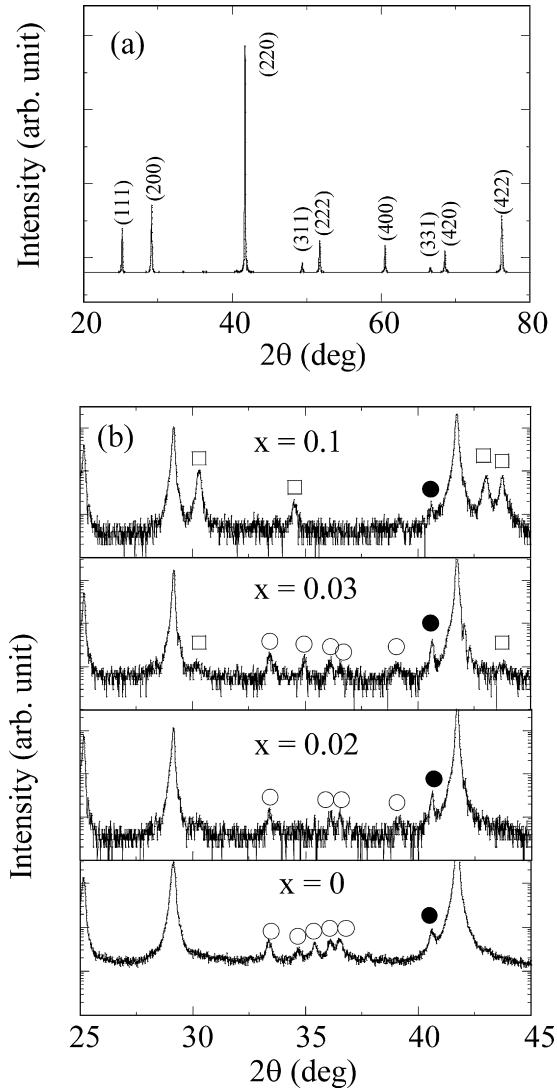 (a)
Intensity (arb. unit)
(111)
(200)
(220)
(311)
(222)
(400)
(331)
(420)
(422)
20 40 60 80
2θ (deg)
(b)
x = 0.1
x = 0.03
x = 0.02
x = 0
Intensity (arb. unit)
25 30 35 40 45
2θ (deg)